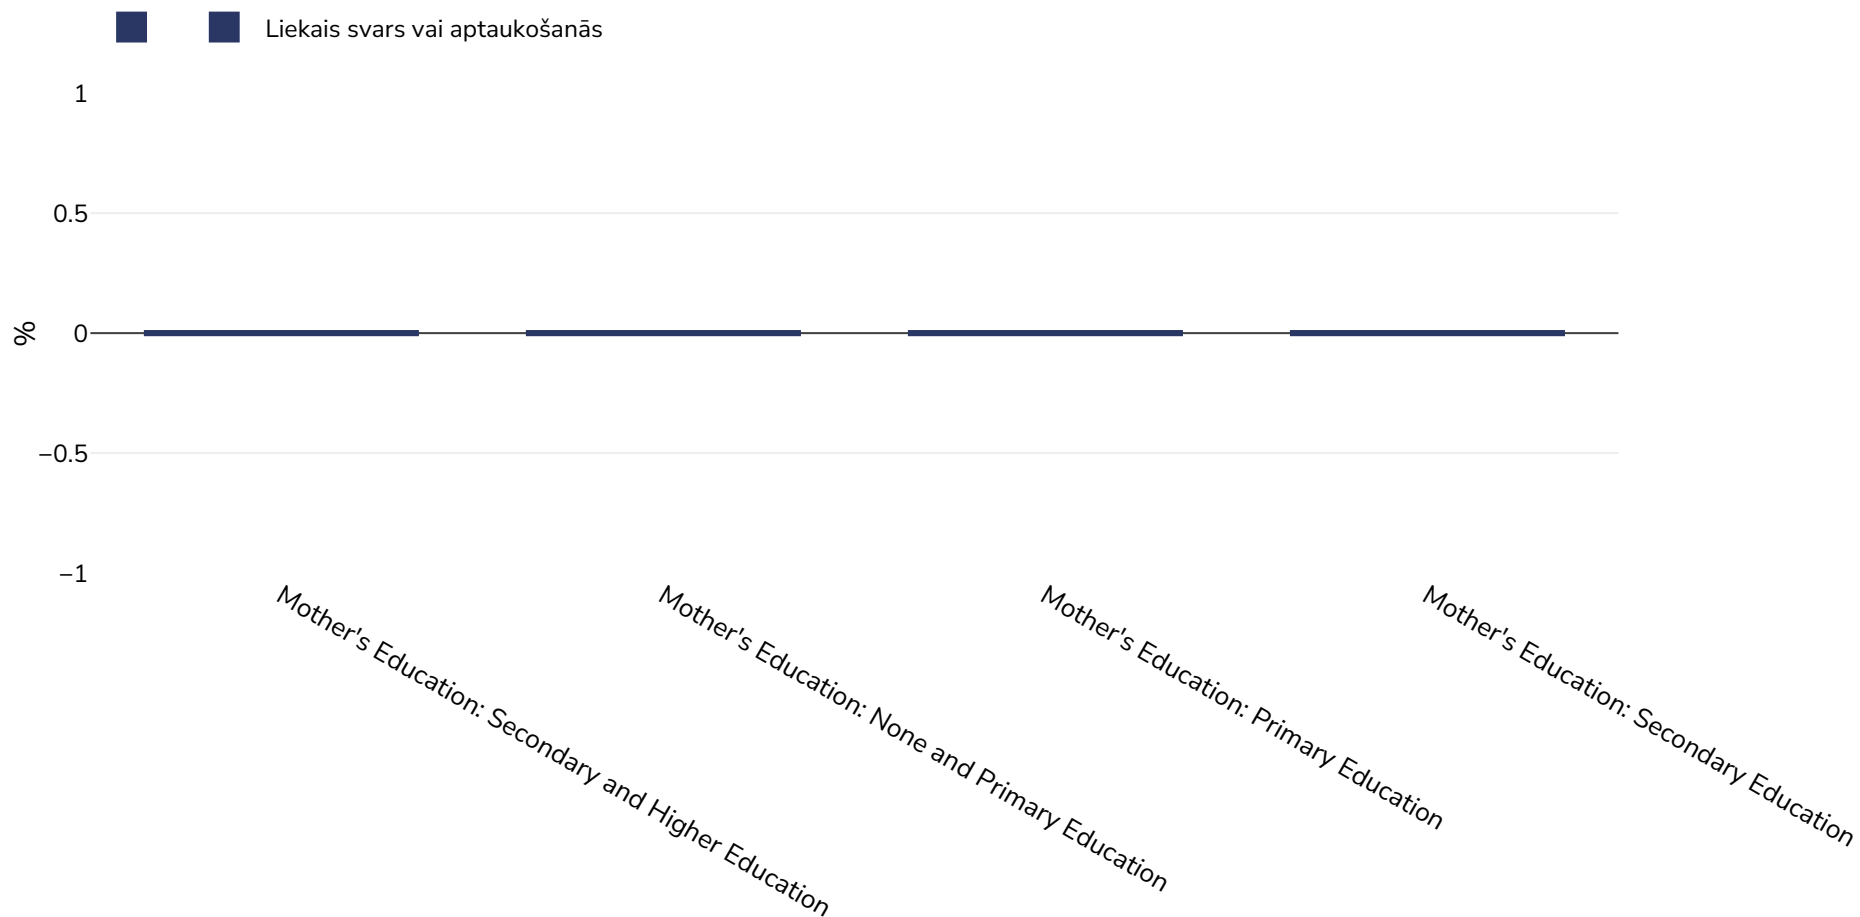 Liekais svars vai aptaukošanās
1
0.5
0
−0.5
−1
%
Mother's Education: Secondary and Higher Education
Mother's Education: None and Primary Education
Mother's Education: Primary Education
Mother's Education: Secondary Education